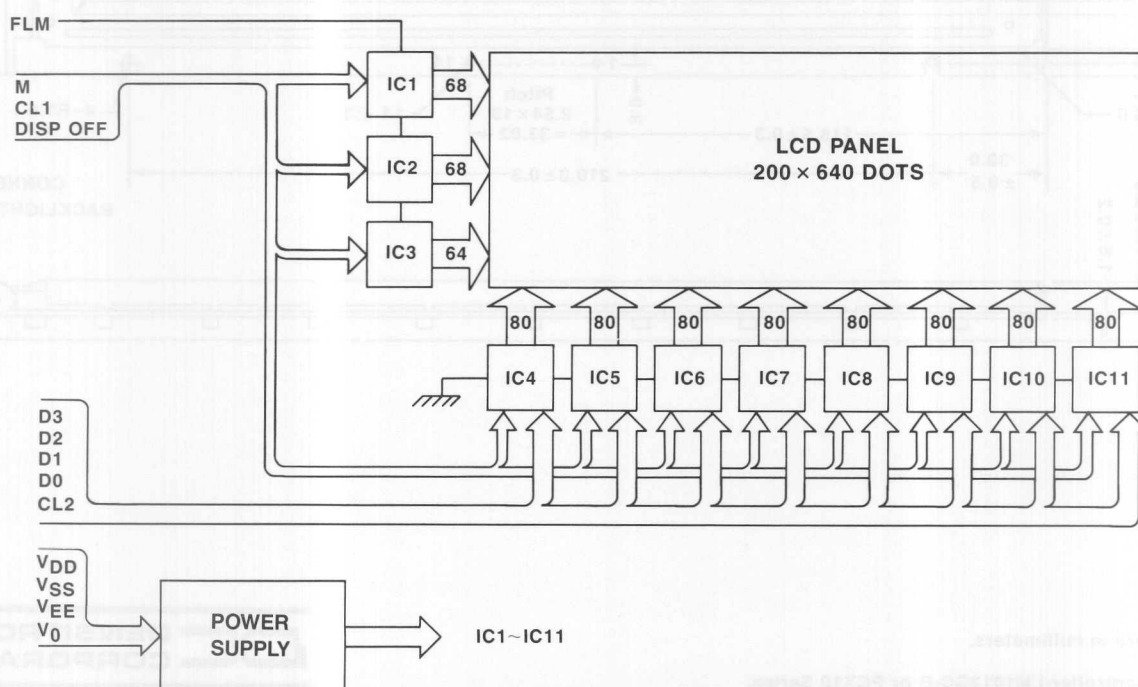 FLM
M
CL1
DISP OFF
IC1
68
IC2
68
IC3
64
LCD PANEL
200 × 640 DOTS
80
80
80
80
80
80
80
80
IC4
IC5
IC6
IC7
IC8
IC9
IC10
IC11
D3
D2
D1
D0
CL2
VDD
VSS
VEE
V0
POWER
SUPPLY
IC1~IC11